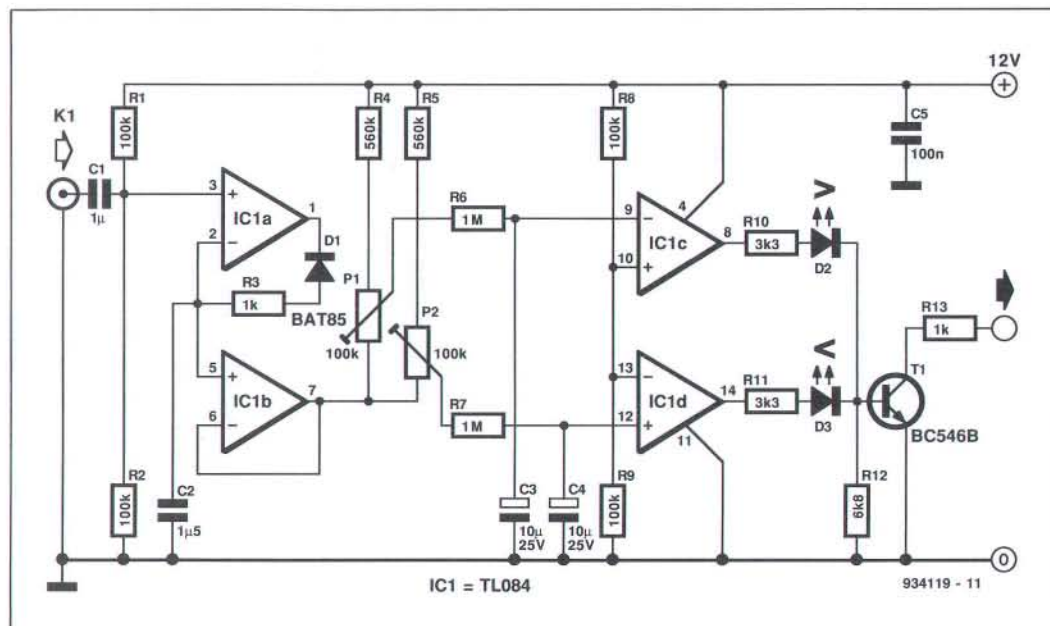 12V
+
R1
100k
R4
560k
R5
560k
R8
100k
C5
100n
K1
C1
1μ
3
+
IC1a
1
2
-
D1
R3
1k
BAT85
P1
100k
P2
100k
R6
1M
9
-
4
IC1c
8
10
+
R10
3k3
D2
5
+
IC1b
7
6
-
R7
1M
13
-
IC1d
14
12
+
11
R11
3k3
D3
R13
1k
T1
BC546B
R2
100k
C2
1μ5
C3
10μ
25V
C4
10μ
25V
R9
100k
R12
6k8
0
IC1 = TL084
934119 - 11